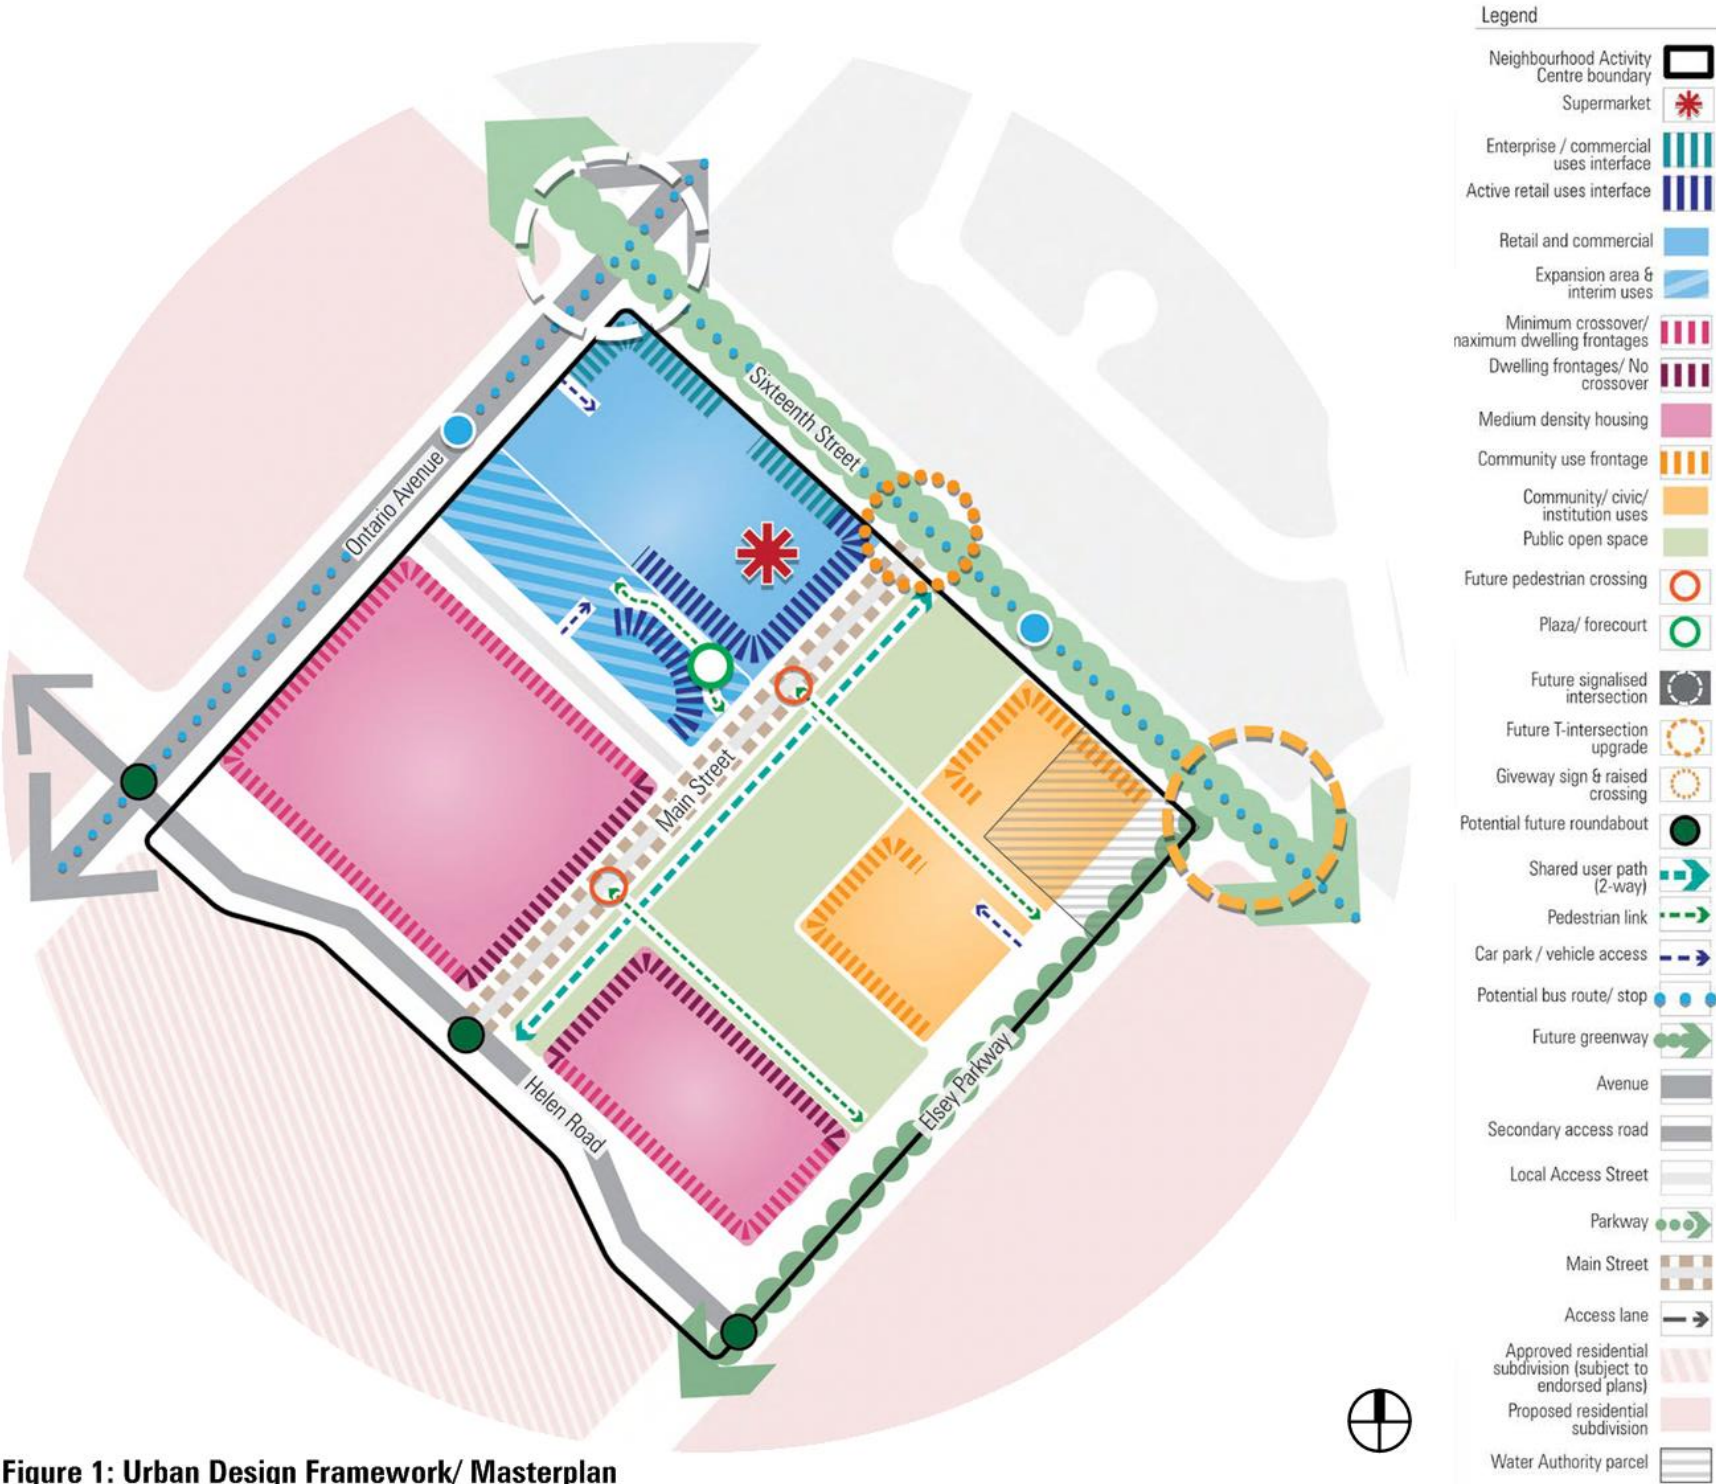 Legend
Neighbourhood Activity
Centre boundary
Supermarket
Enterprise / commercial
uses interface
Active retail uses interface
Retail and commercial
Expansion area &
interim uses
Minimum crossover/
naximum dwelling frontages
Dwelling frontages/ No
crossover
Medium density housing
Community use frontage
Community/ civic/
institution uses
Public open space
Future pedestrian crossing
Plaza/ forecourt
Future signalised
intersection
Future T-intersection
upgrade
Giveway sign & raised
crossing
Potential future roundabout
Shared user path
(2-way)
Pedestrian link
Car park / vehicle access
Potential bus route/ stop
Future greenway
Avenue
Secondary access road
Local Access Street
Parkway
Main Street
Access lane
Approved residential
subdivision (subject to
endorsed plans)
Proposed residential
subdivision
Water Authority parcel
Sixteenth Street
Ontario Avenue
Main Street
Helen Road
Elsey Parkway
Figure 1: Urban Design Framework/ Masterplan